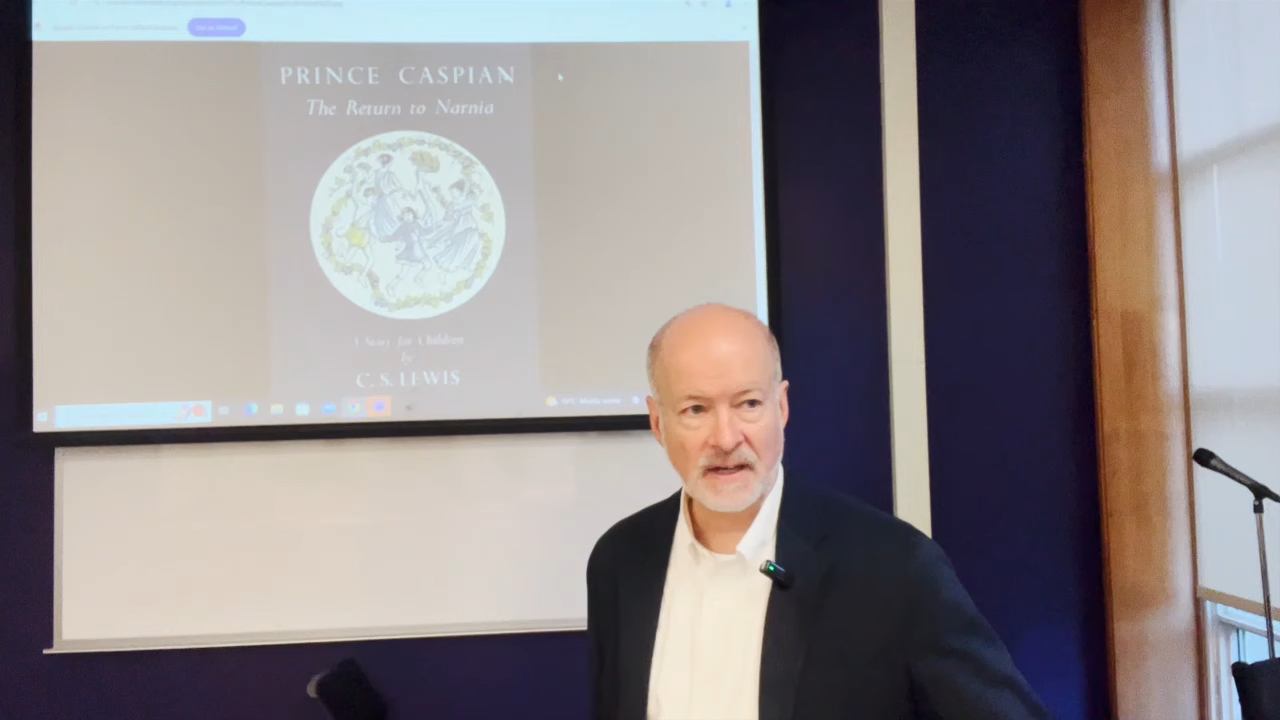 PRINCE CASPIAN
The Return to Narnia
A Story for Children
by
C. S. LEWIS